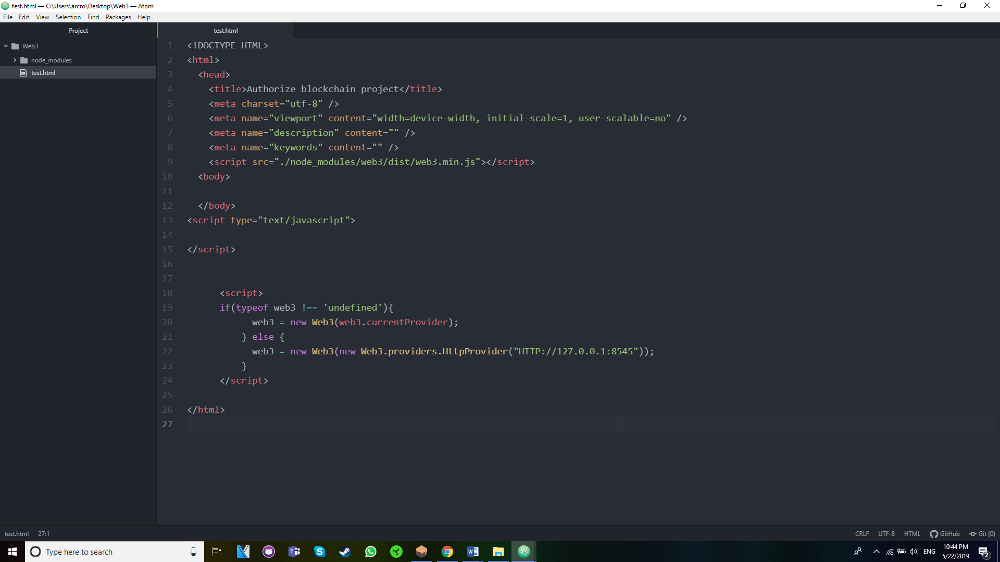 test.html — C:\Users\arcro\Desktop\Web3 — Atom
File Edit View Selection Find Packages Help
Project
test.html
Web3
node_modules
test.html
1 <!DOCTYPE HTML>
2 <html>
3 <head>
4 <title>Authorize blockchain project</title>
5 <meta charset="utf-8" />
6 <meta name="viewport" content="width=device-width, initial-scale=1, user-scalable=no" />
7 <meta name="description" content="" />
8 <meta name="keywords" content="" />
9 <script src="./node_modules/web3/dist/web3.min.js"></script>
10 <body>
11
12 </body>
13 <script type="text/javascript">
14
15 </script>
16
17
18 <script>
19 if(typeof web3 !== 'undefined'){
20 web3 = new Web3(web3.currentProvider);
21 } else {
22 web3 = new Web3(new Web3.providers.HttpProvider("HTTP://127.0.0.1:8545"));
23 }
24 </script>
25
26 </html>
27
test.html 27:1 CRLF UTF-8 HTML GitHub Git (0)
Type here to search
ENG
10:44 PM
5/22/2019
2